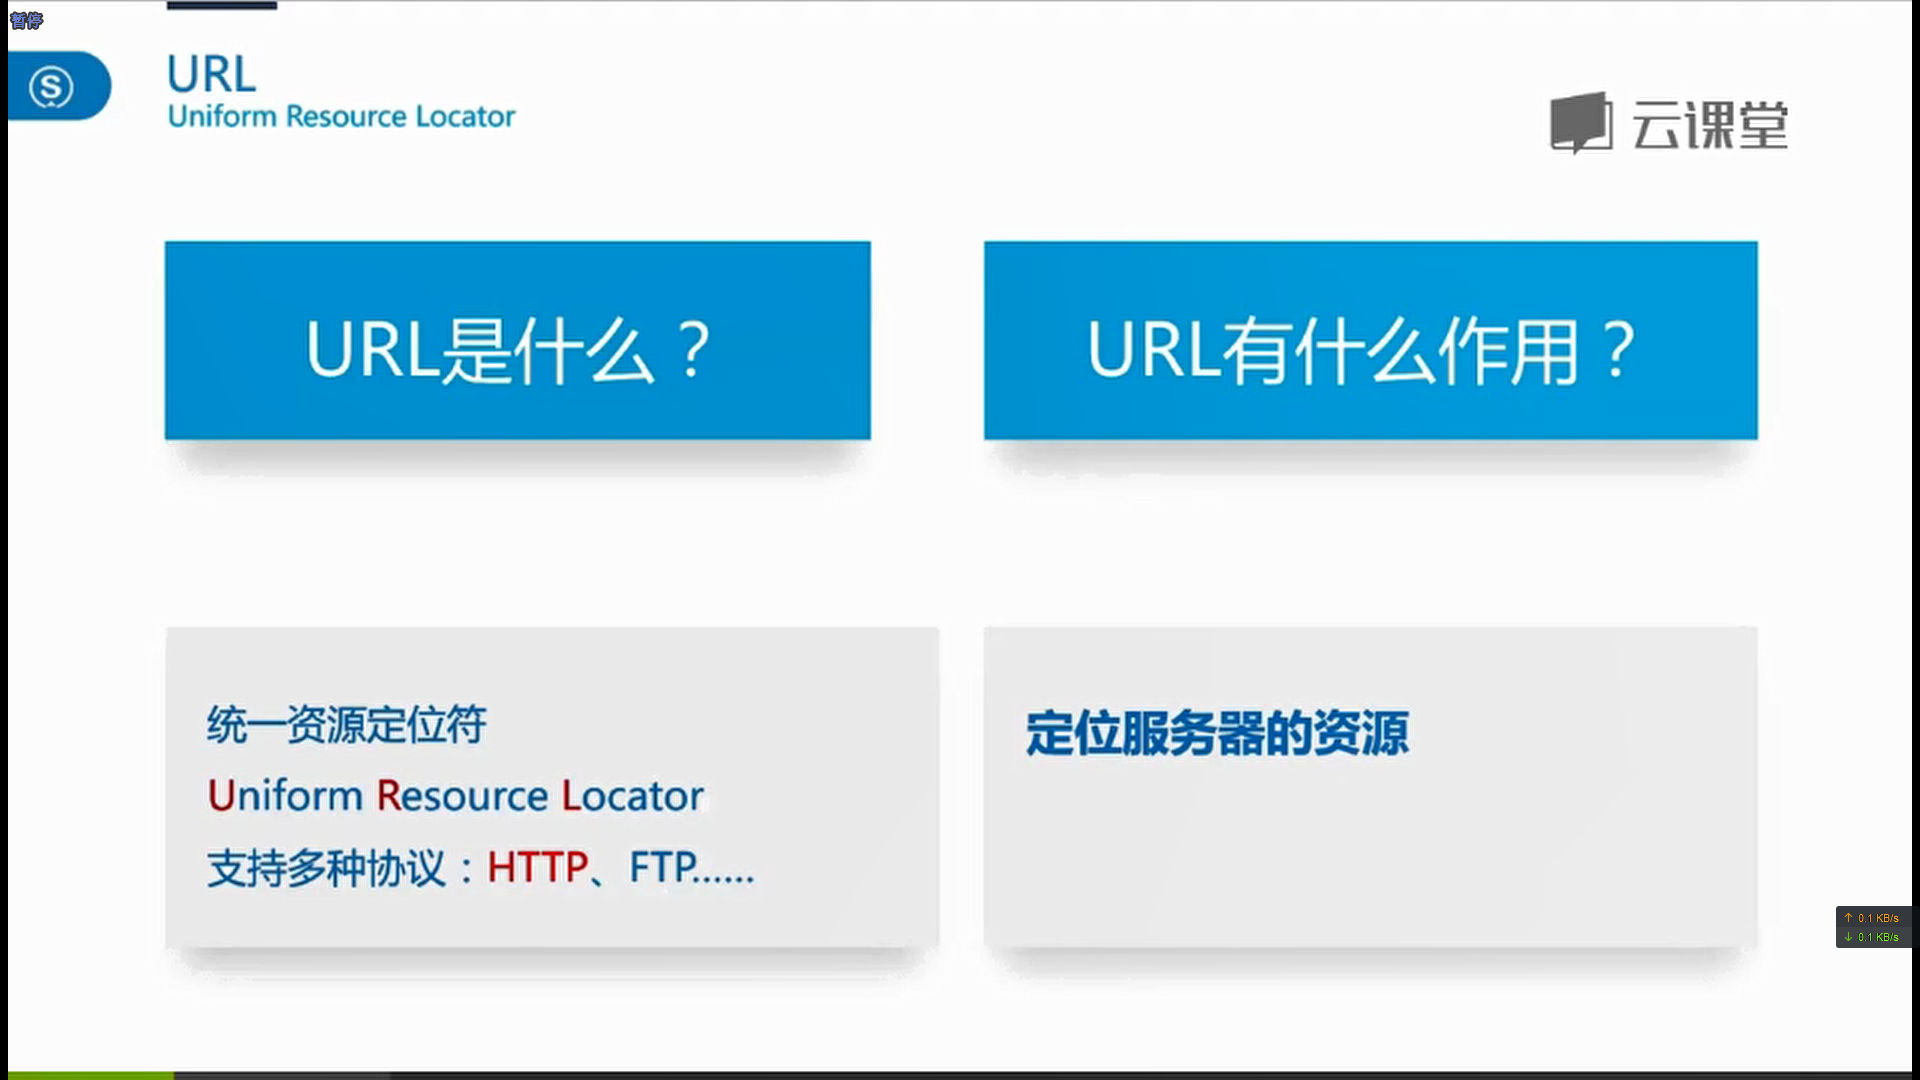 暂停
S
URL
Uniform Resource Locator
云课堂
URL是什么？
URL有什么作用？
统一资源定位符
Uniform Resource Locator
支持多种协议：HTTP、FTP......
定位服务器的资源
↑ 0.1 KB/s
↓ 0.1 KB/s